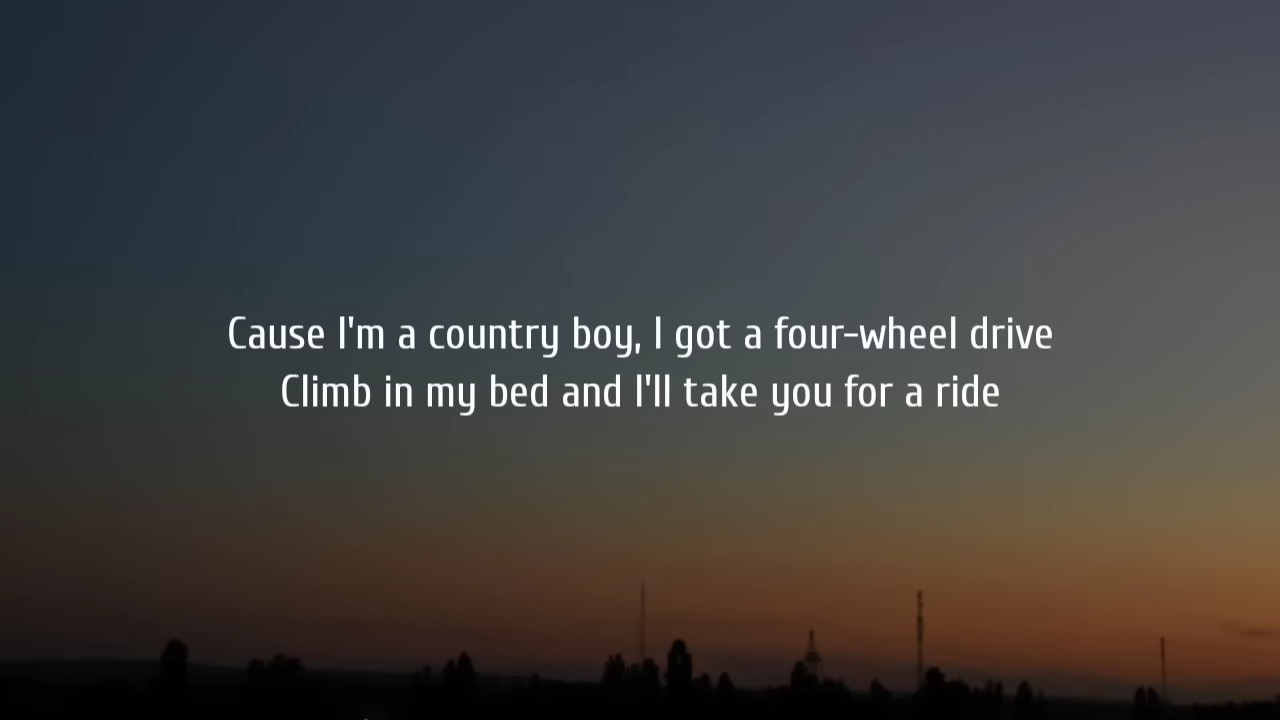 Cause I'm a country boy, I got a four-wheel drive
Climb in my bed and I'll take you for a ride